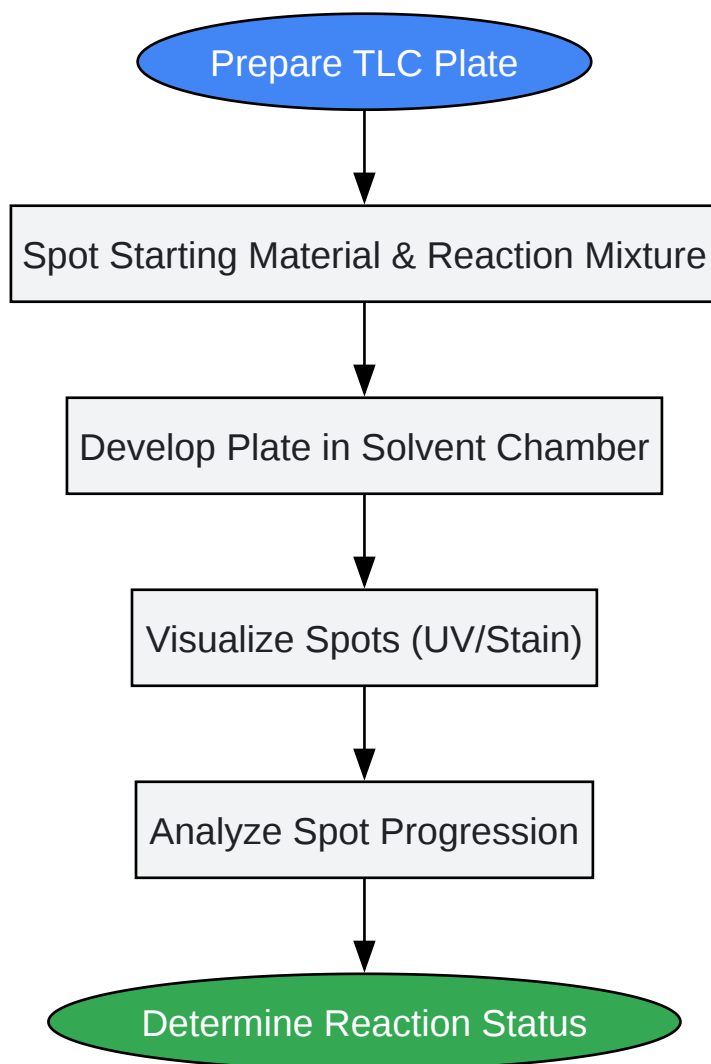 Prepare TLC Plate
Spot Starting Material & Reaction Mixture
Develop Plate in Solvent Chamber
Visualize Spots (UV/Stain)
Analyze Spot Progression
Determine Reaction Status